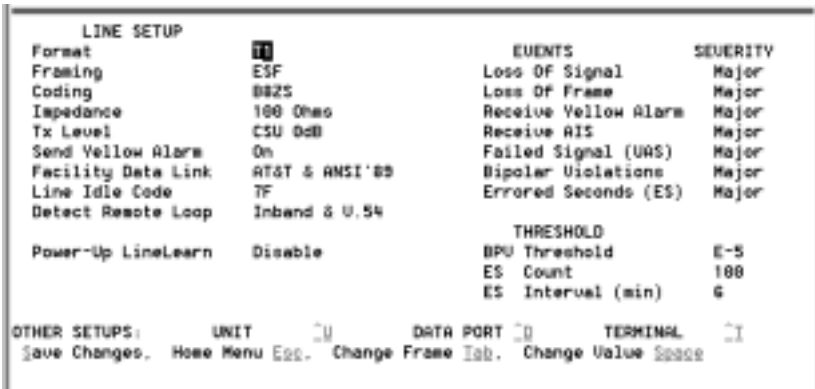 LINE SETUP
Format T1 EVENTS SEVERITY
Framing ESF Loss Of Signal Major
Coding B8ZS Loss Of Frame Major
Impedance 100 Ohms Receive Yellow Alarm Major
Tx Level CSU 0dB Receive AIS Major
Send Yellow Alarm On Failed Signal (UAS) Major
Facility Data Link AT&T & ANSI'89 Bipolar Violations Major
Line Idle Code 7F Errored Seconds (ES) Major
Detect Remote Loop Inband & V.54
THRESHOLD
Power-Up LineLearn Disable BPV Threshold E-5
ES Count 100
ES Interval (min) 6
OTHER SETUPS: UNIT ^U DATA PORT ^D TERMINAL ^T
Save Changes. Home Menu Esc. Change Frame Tab. Change Value Space